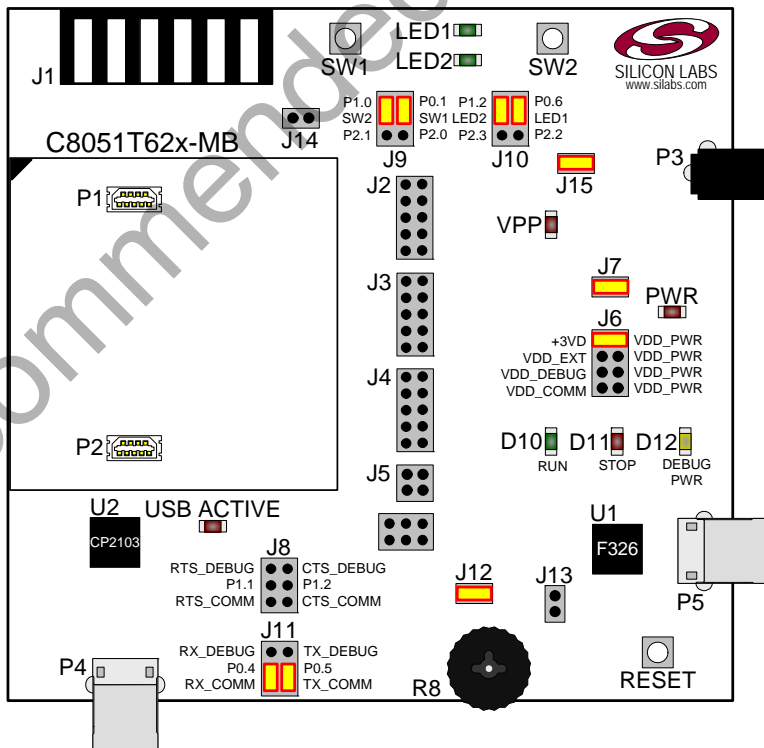 J1
SW1
LED1
LED2
SW2
SILICON LABS
www.silabs.com
C8051T62x-MB
J14
P1.0 P0.1
SW2 SW1
P2.1 P2.0
J9
P1.2 P0.6
LED2 LED1
P2.3 P2.2
J10
J15
P3
P1
J2
VPP
J3
J7
PWR
J6
+3VD VDD_PWR
VDD_EXT VDD_PWR
VDD_DEBUG VDD_PWR
VDD_COMM VDD_PWR
J4
P2
D10 D11 D12
RUN STOP DEBUG
PWR
J5
U2 USB ACTIVE
CP2103
U1
F326
J8
RTS_DEBUG CTS_DEBUG
P1.1 P1.2
RTS_COMM CTS_COMM
J12
J13
P5
J11
RX_DEBUG TX_DEBUG
P0.4 P0.5
RX_COMM TX_COMM
P4
R8
RESET
ommended